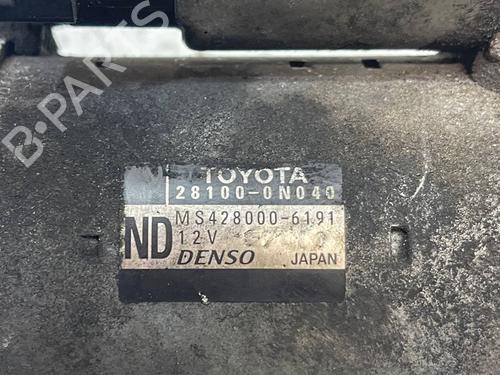 B-PARTS
TOYOTA
28100-0N040
MS428000-6191
ND
12V
DENSO
JAPAN